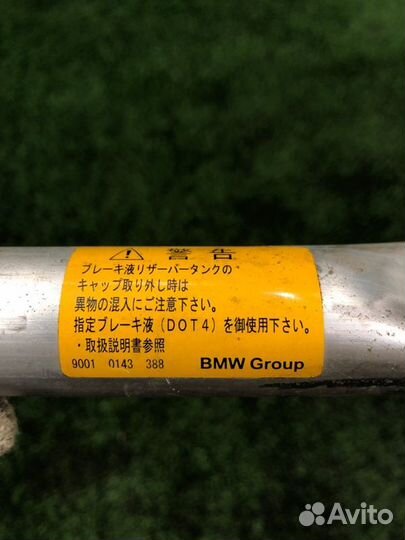 警告
ブレーキ液リザーバータンクの
キャップ取り外し時は
異物の混入にご注意下さい。
指定ブレーキ液（DOT4）を御使用下さい。
・取扱説明書参照
9001 0143 388 BMW Group
Avito